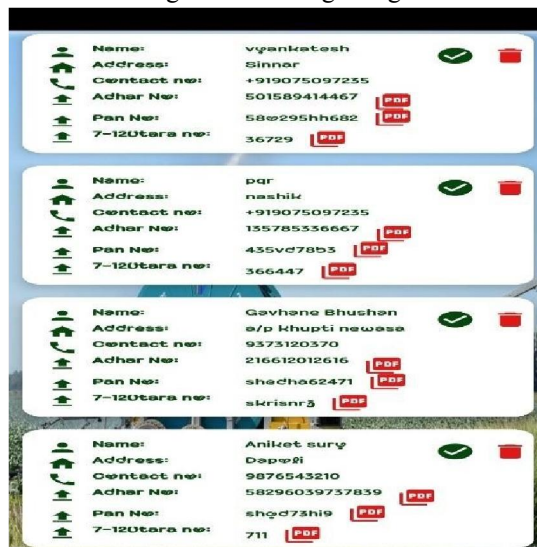 Name: vyankatesh
Address: Sinnar
Contact no: +919075097235
Adhar No: 501589414467 PDF
Pan No: 58o295hh682 PDF
7-12Utara no: 36729 PDF
Name: pqr
Address: nashik
Contact no: +919075097235
Adhar No: 135785336667 PDF
Pan No: 435vd7853 PDF
7-12Utara no: 366447 PDF
Name: Gavhane Bhushan
Address: a/p khupti newasa
Contact no: 9373120370
Adhar No: 216612012616 PDF
Pan No: shadha62471 PDF
7-12Utara no: skrisnr3 PDF
Name: Aniket surv
Address: Dapoli
Contact no: 9876543210
Adhar No: 58296039737839 PDF
Pan No: shod73hi9 PDF
7-12Utara no: 711 PDF